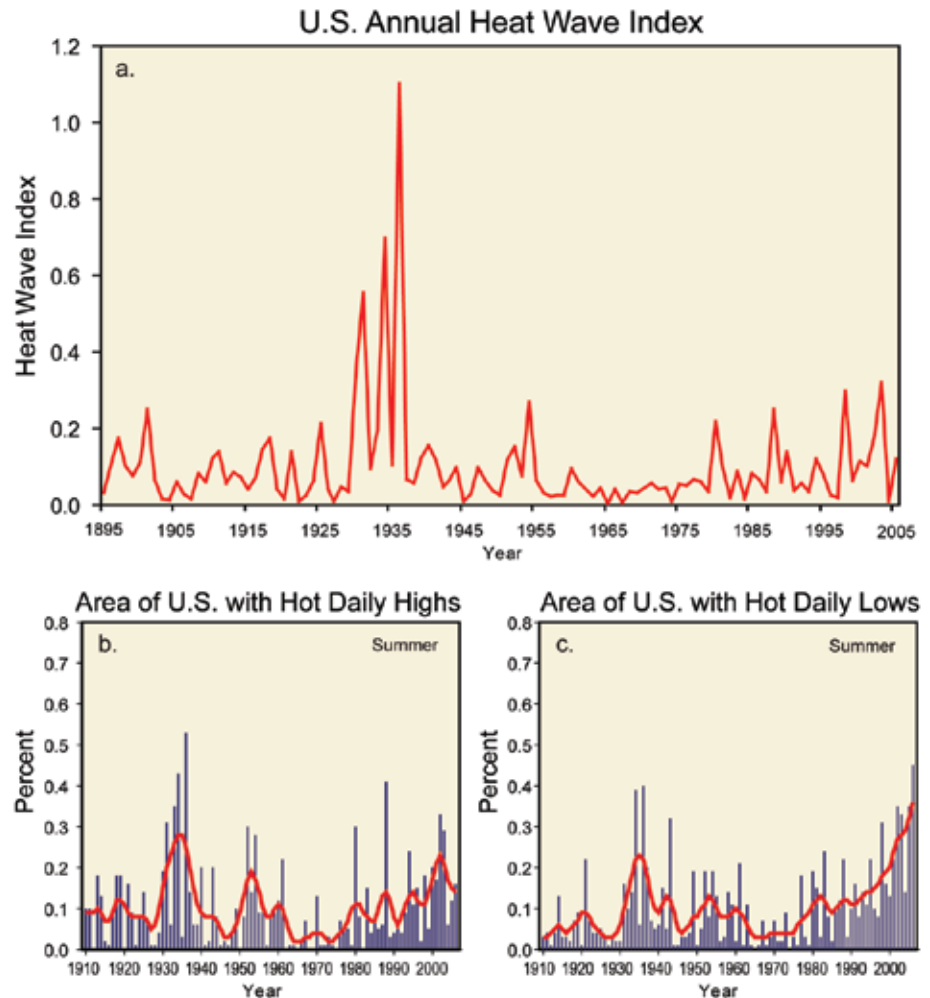 U.S. Annual Heat Wave Index
a.
Heat Wave Index
1.2
1.0
0.8
0.6
0.4
0.2
0.0
1895 1905 1915 1925 1935 1945 1955 1965 1975 1985 1995 2005
Year
Area of U.S. with Hot Daily Highs
b.
Summer
Percent
0.8
0.7
0.6
0.5
0.4
0.3
0.2
0.1
0.0
1910 1920 1930 1940 1950 1960 1970 1980 1990 2000
Year
Area of U.S. with Hot Daily Lows
c.
Summer
Percent
0.8
0.7
0.6
0.5
0.4
0.3
0.2
0.1
0.0
1910 1920 1930 1940 1950 1960 1970 1980 1990 2000
Year